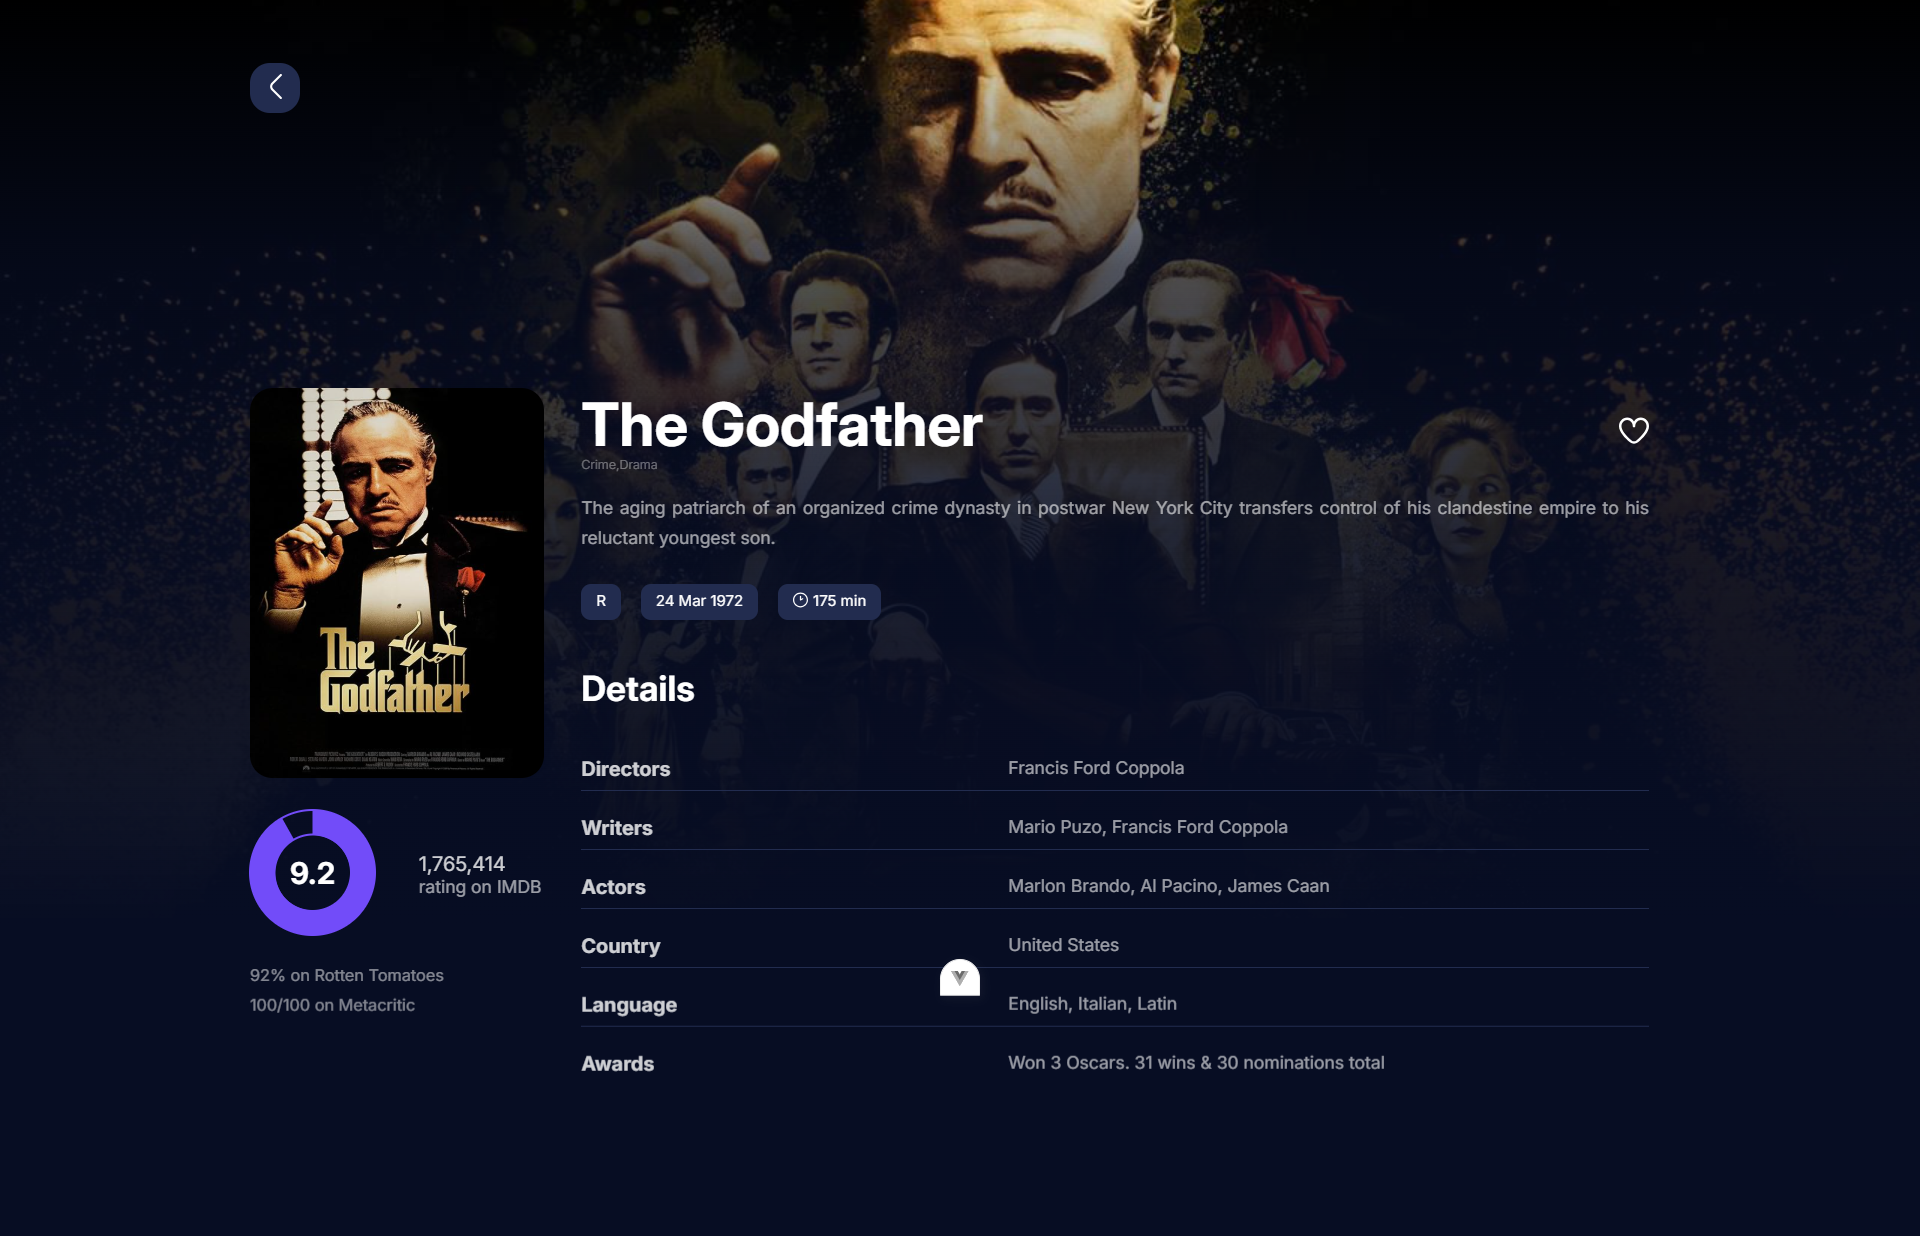 The Godfather
Crime,Drama
The aging patriarch of an organized crime dynasty in postwar New York City transfers control of his clandestine empire to his
reluctant youngest son.
R
24 Mar 1972
175 min
The
Godfather
9.2
1,765,414
rating on IMDB
92% on Rotten Tomatoes
100/100 on Metacritic
Details
Directors
Francis Ford Coppola
Writers
Mario Puzo, Francis Ford Coppola
Actors
Marlon Brando, Al Pacino, James Caan
Country
United States
Language
English, Italian, Latin
Awards
Won 3 Oscars. 31 wins & 30 nominations total